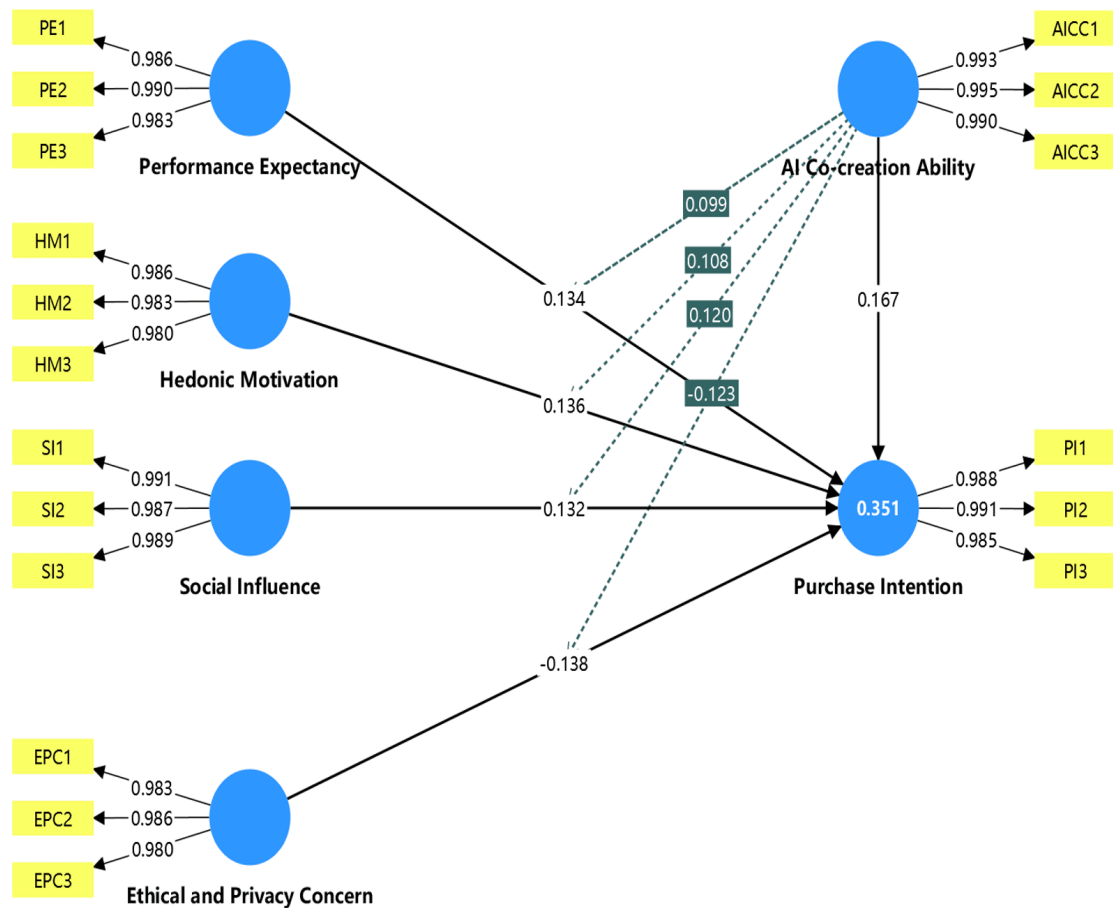 PE1
0.986
PE2
0.990
PE3
0.983
Performance Expectancy
HM1
0.986
HM2
0.983
HM3
0.980
Hedonic Motivation
SI1
0.991
SI2
0.987
SI3
0.989
Social Influence
EPC1
0.983
EPC2
0.986
EPC3
0.980
Ethical and Privacy Concern
0.134
0.136
0.132
-0.138
0.099
0.108
0.120
-0.123
AICC1
0.993
AICC2
0.995
AICC3
0.990
AI Co-creation Ability
0.167
0.351
PI1
0.988
PI2
0.991
PI3
0.985
Purchase Intention